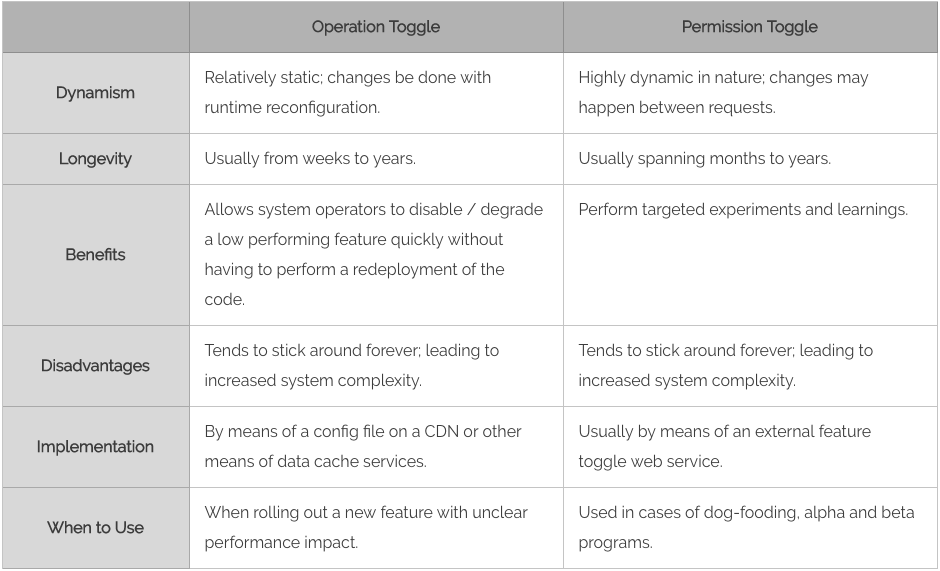 Operation Toggle
Permission Toggle
Dynamism
Relatively static; changes be done with
runtime reconfiguration.
Highly dynamic in nature; changes may
happen between requests.
Longevity
Usually from weeks to years.
Usually spanning months to years.
Benefits
Allows system operators to disable / degrade
a low performing feature quickly without
having to perform a redeployment of the
code.
Perform targeted experiments and learnings.
Disadvantages
Tends to stick around forever; leading to
increased system complexity.
Tends to stick around forever; leading to
increased system complexity.
Implementation
By means of a config file on a CDN or other
means of data cache services.
Usually by means of an external feature
toggle web service.
When to Use
When rolling out a new feature with unclear
performance impact.
Used in cases of dog-fooding, alpha and beta
programs.